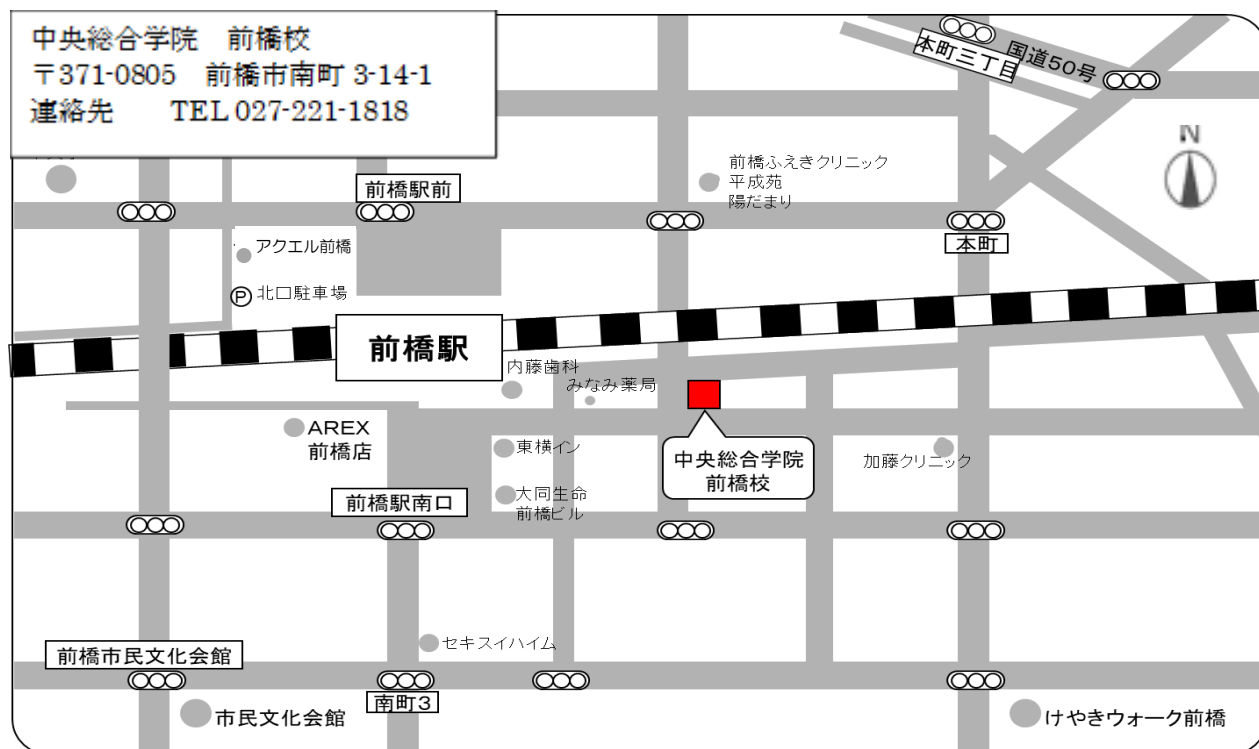 中央総合学院　前橋校
〒371-0805　前橋市南町 3-14-1
連絡先　　TEL 027-221-1818
本町三丁目
国道50号
N
前橋駅前
前橋ふえきクリニック
平成苑
陽だまり
本町
アクエル前橋
P 北口駐車場
前橋駅
内藤歯科
みなみ薬局
AREX
前橋店
東横イン
中央総合学院
前橋校
加藤クリニック
前橋駅南口
大同生命
前橋ビル
セキスイハイム
前橋市民文化会館
南町3
市民文化会館
けやきウォーク前橋